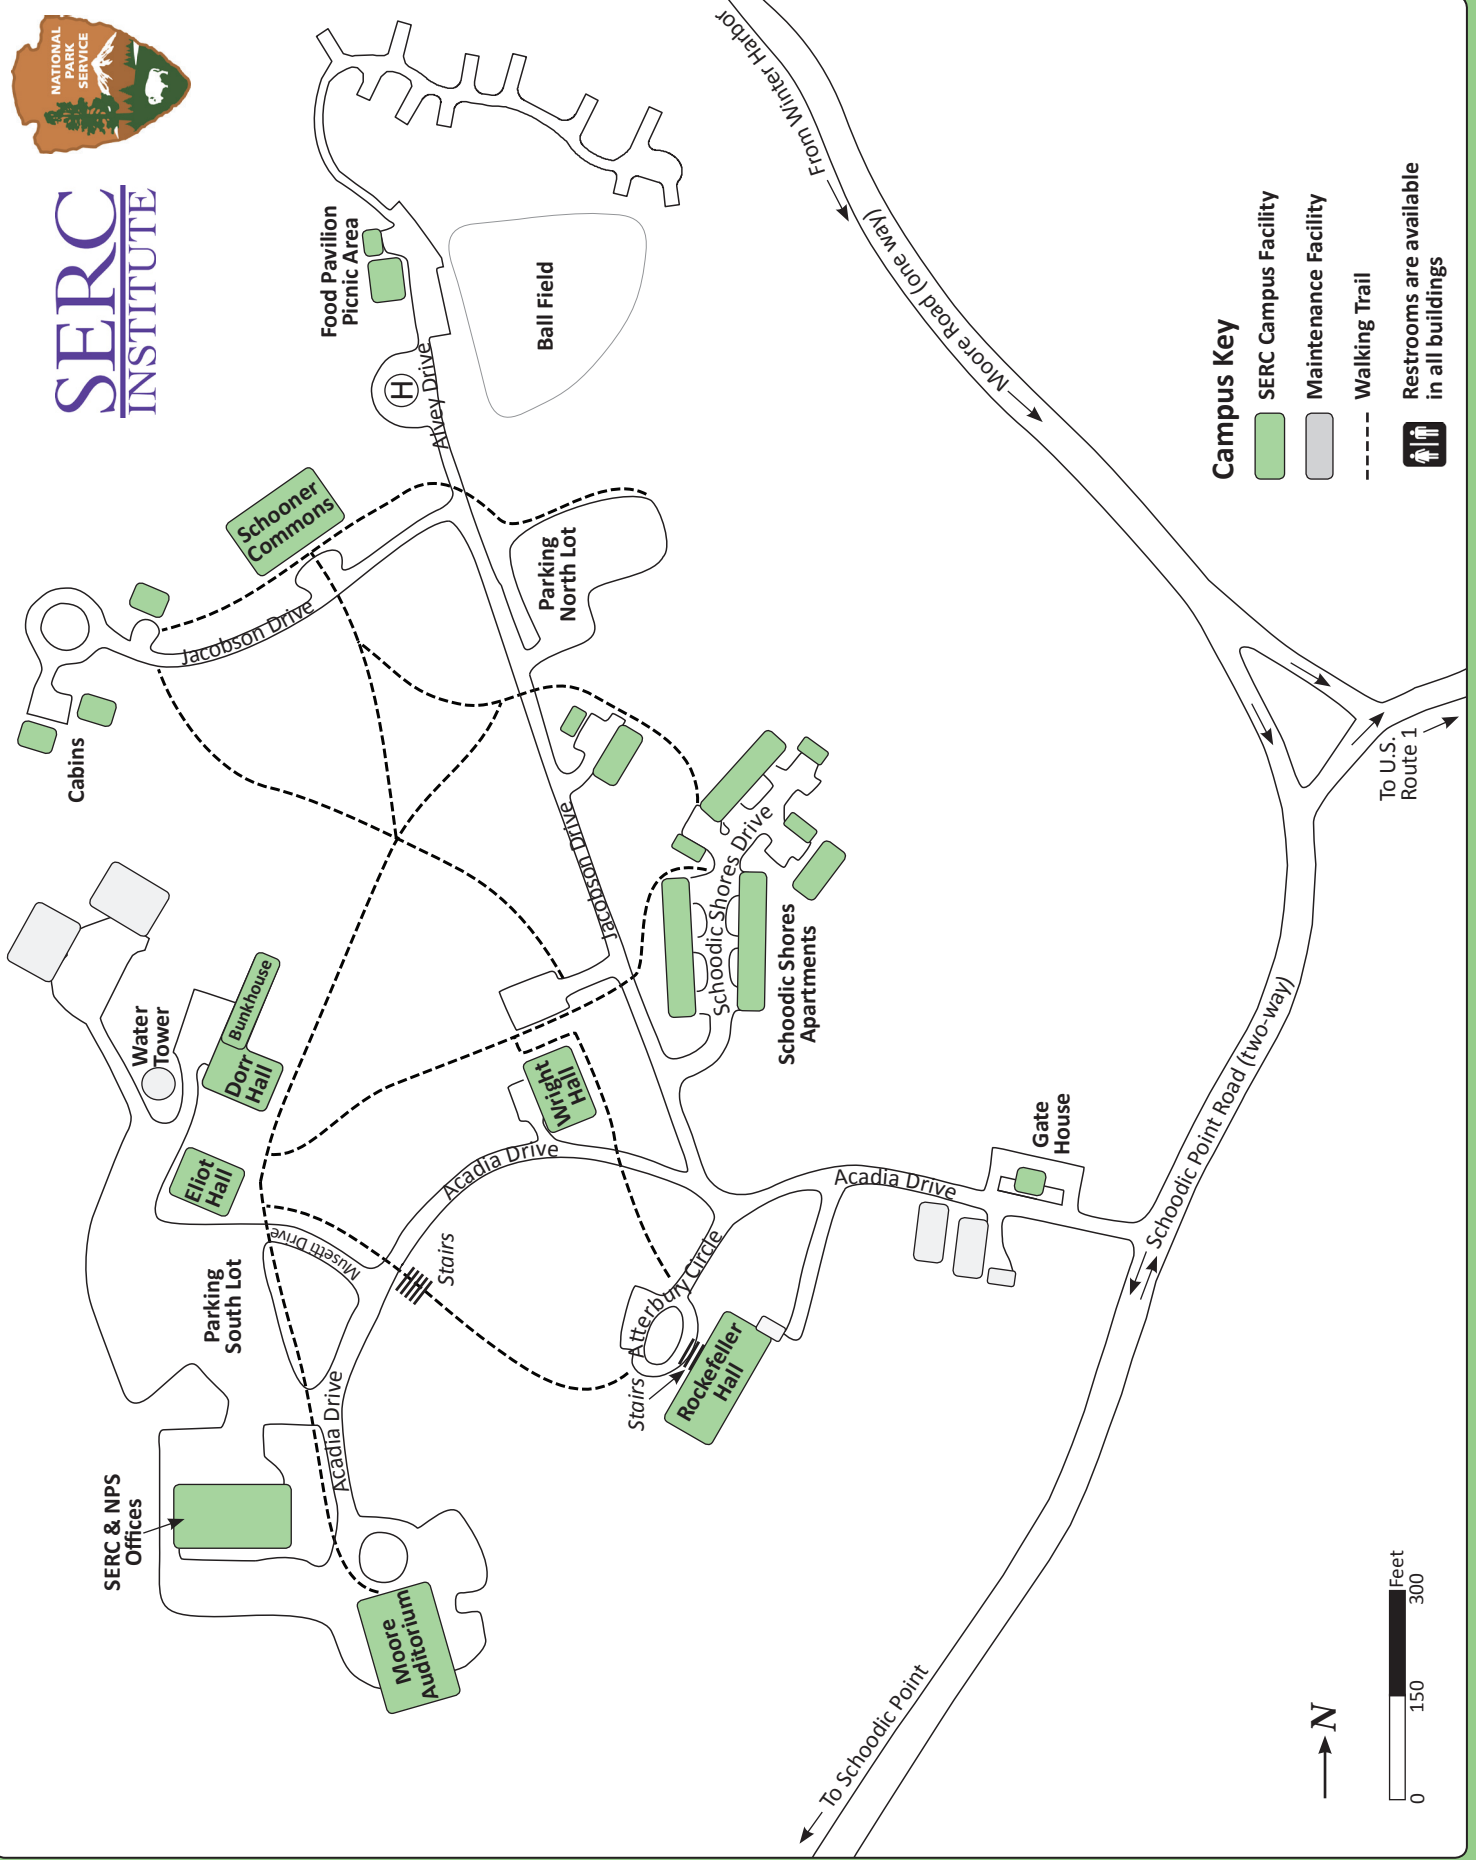 NATIONAL
PARK
SERVICE
SERC
INSTITUTE
Food Pavilion
Picnic Area
Ball Field
H
Alvey Drive
Schooner
Commons
Parking
North Lot
Jacobson Drive
Cabins
Jacobson Drive
Schoodic Shores Drive
Schoodic Shores
Apartments
Water
Tower
Bunkhouse
Dorr
Hall
Eliot
Hall
Wright
Hall
Acadia Drive
Musetti Drive
Stairs
Parking
South Lot
Acadia Drive
Atterbury Circle
Stairs
Rockefeller
Hall
SERC & NPS
Offices
Moore
Auditorium
Acadia Drive
Gate
House
From Winter Harbor
Moore Road (one way)
To U.S.
Route 1
Schoodic Point Road (two-way)
To Schoodic Point
Campus Key
SERC Campus Facility
Maintenance Facility
Walking Trail
Restrooms are available
in all buildings
N
Feet
0 150 300